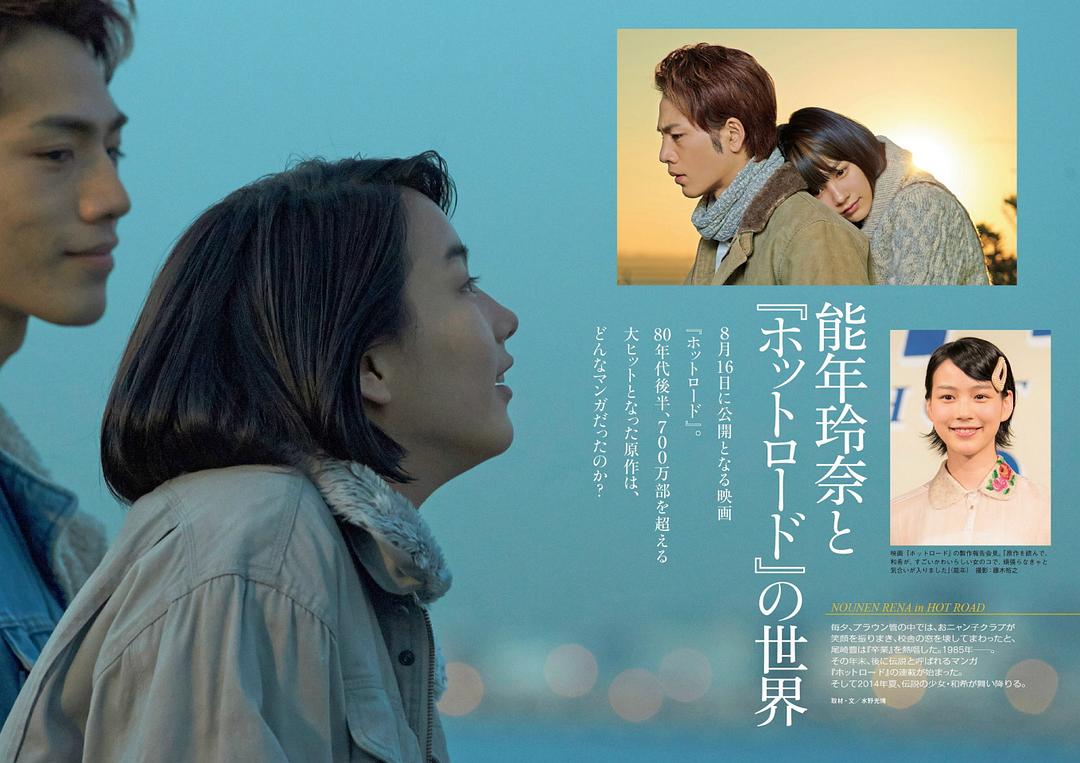 能年玲奈と
『ホットロード』の世界
8月16日に公開となる映画
『ホットロード』。
80年代後半、700万部を超える
大ヒットとなった原作は、
どんなマンガだったのか?
映画『ホットロード』の製作報告会見。「原作を読んで、
和希が、すごいかわいらしい女のコで、頑張らなきゃと
気合いが入りました」(能年) 撮影:藤木裕之
NOUNEN RENA in HOT ROAD
毎夕、ブラウン管の中では、おニャン子クラブが
笑顔を振りまき、校舎の窓を壊してまわったと、
尾崎豊は『卒業』を熱唱した。1985年――。
その年末、後に伝説と呼ばれるマンガ
『ホットロード』の連載が始まった。
そして2014年夏、伝説の少女・和希が舞い降りる。
取材・文/水野光博